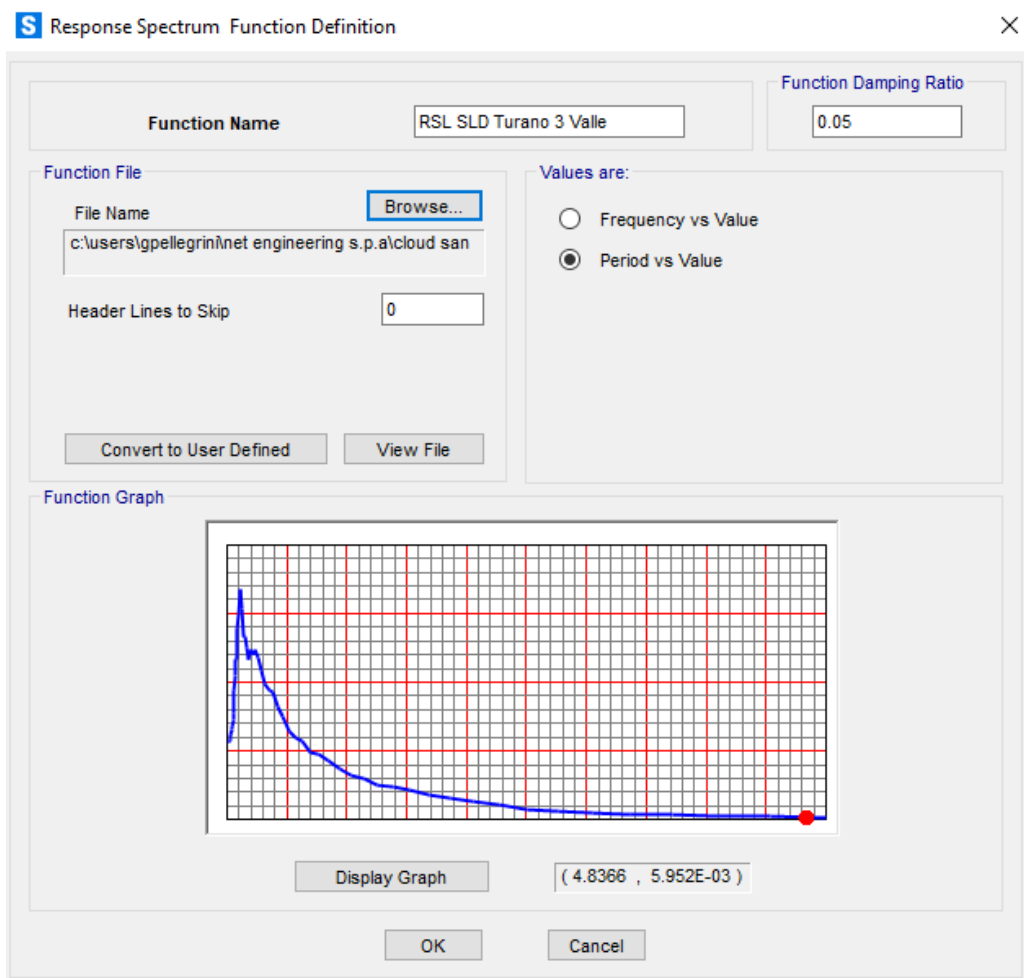 S Response Spectrum Function Definition
Function Name
RSL SLD Turano 3 Valle
Function Damping Ratio
0.05
Function File
File Name
Browse...
c:\users\gpellegrini\net engineering s.p.a\cloud san
Header Lines to Skip
0
Convert to User Defined
View File
Values are:
Frequency vs Value
Period vs Value
Function Graph
Display Graph
( 4.8366 , 5.952E-03 )
OK
Cancel